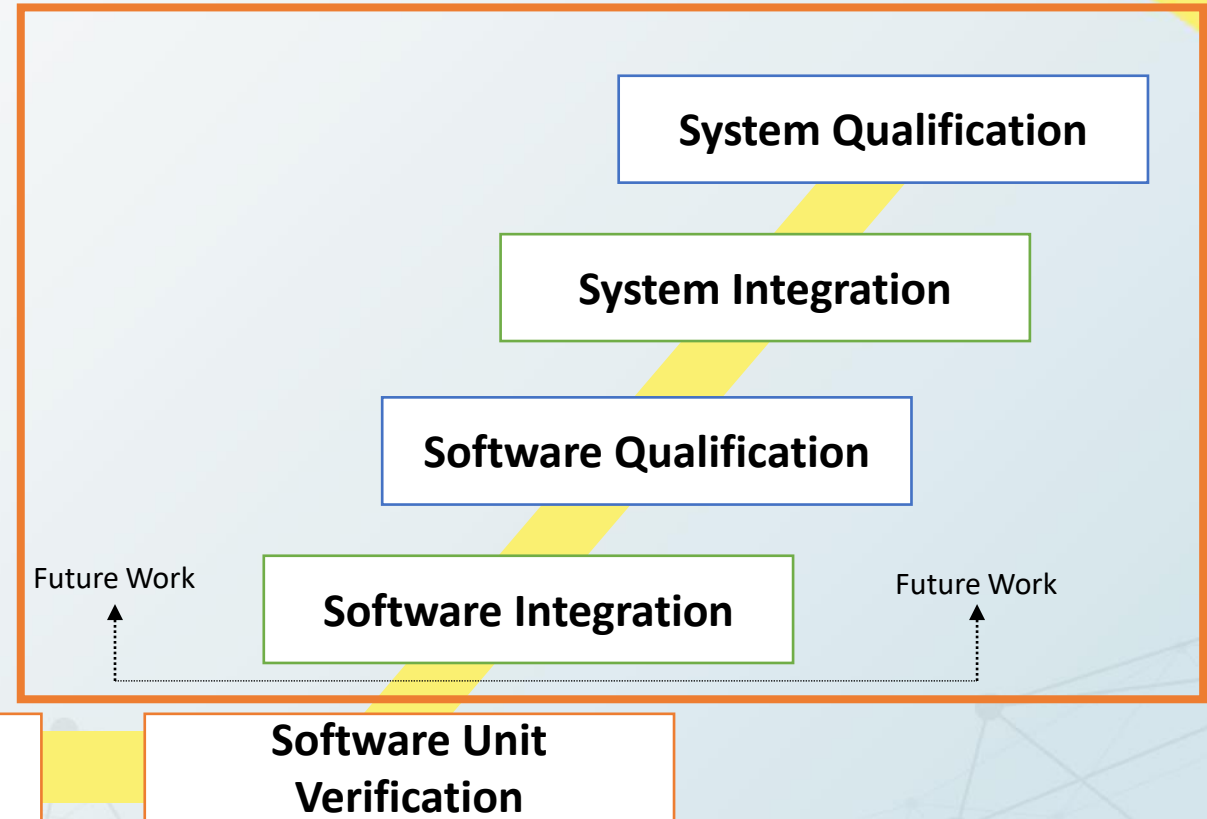 System Qualification
System Integration
Software Qualification
Future Work
Software Integration
Future Work
Software Unit
Verification